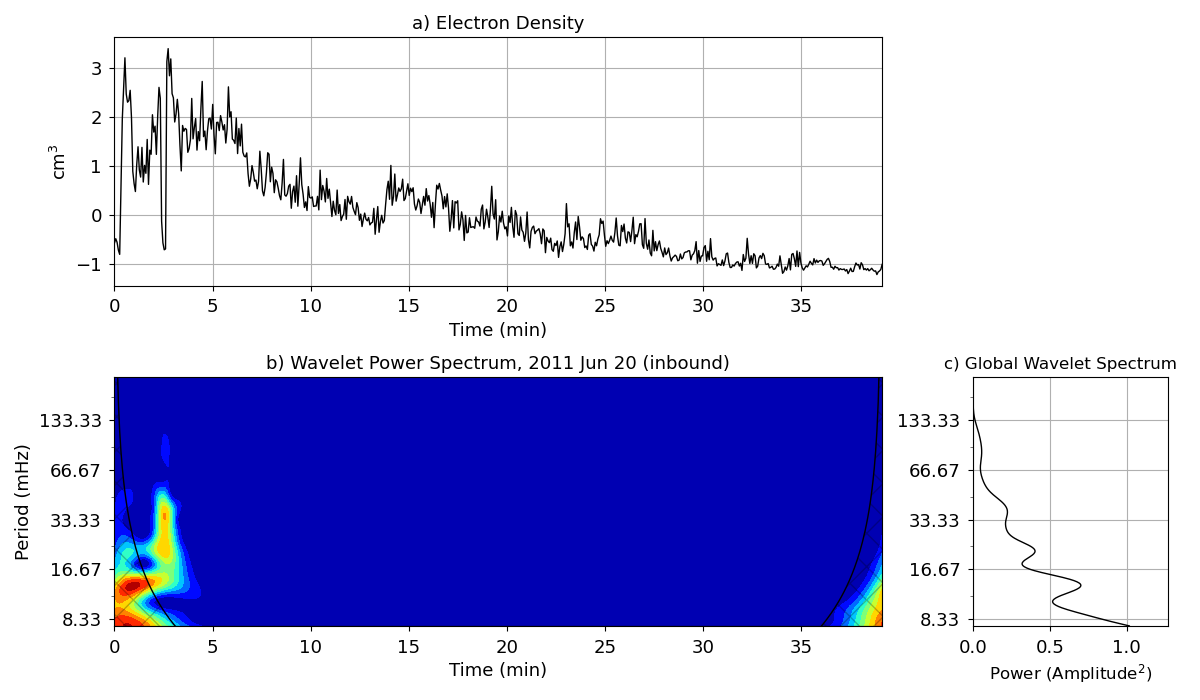 a) Electron Density
3
2
1
0
−1
cm³
0 5 10 15 20 25 30 35
Time (min)
b) Wavelet Power Spectrum, 2011 Jun 20 (inbound)
133.33
66.67
33.33
16.67
8.33
Period (mHz)
0 5 10 15 20 25 30 35
Time (min)
c) Global Wavelet Spectrum
133.33
66.67
33.33
16.67
8.33
0.0 0.5 1.0
Power (Amplitude²)